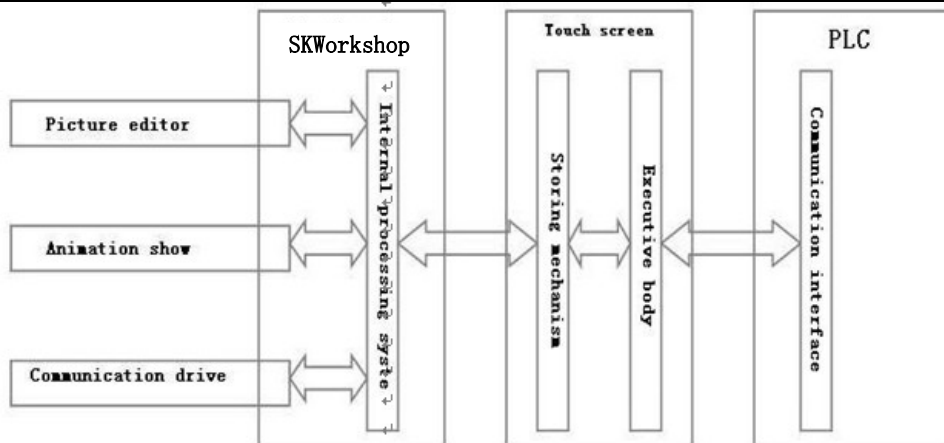 SKWorkshop
Touch screen
PLC
Picture editor
Animation show
Communication drive
Internal processing syste
Storing mechanism
Executive body
Communication interface